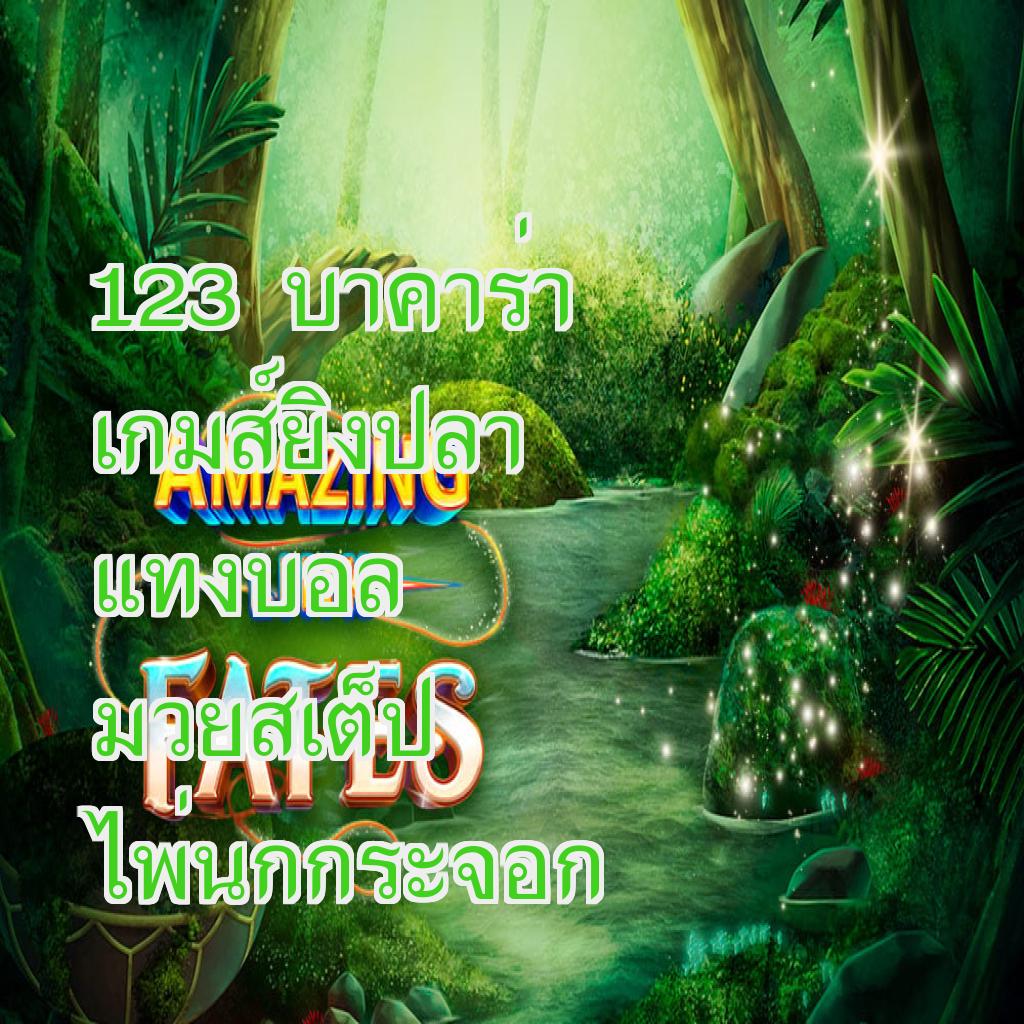 123 บาคาร่า
เกมส์ยิงปลา
AMAZING
แทงบอล
FATES
มวยสเต็ป
ไพ่นกกระจอก